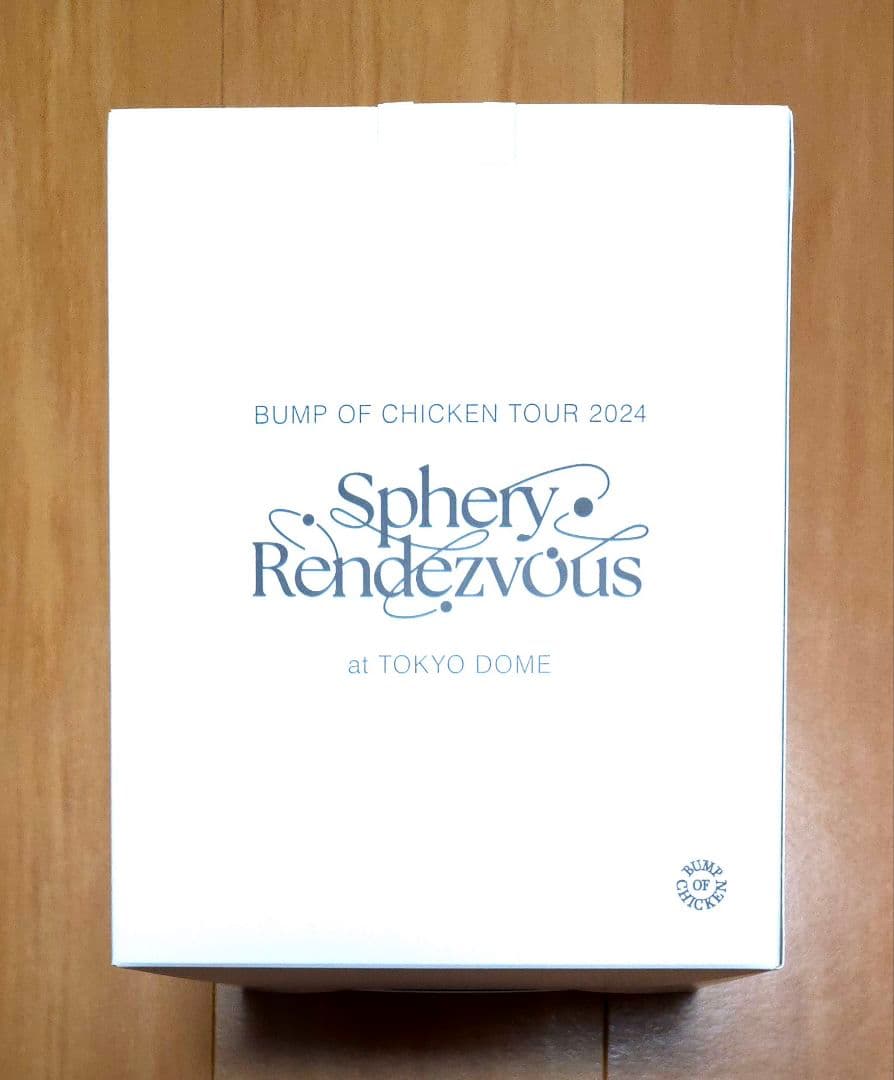 BUMP OF CHICKEN TOUR 2024
Sphery
Rendezvous
at TOKYO DOME
BUMP
OF
CHICKEN